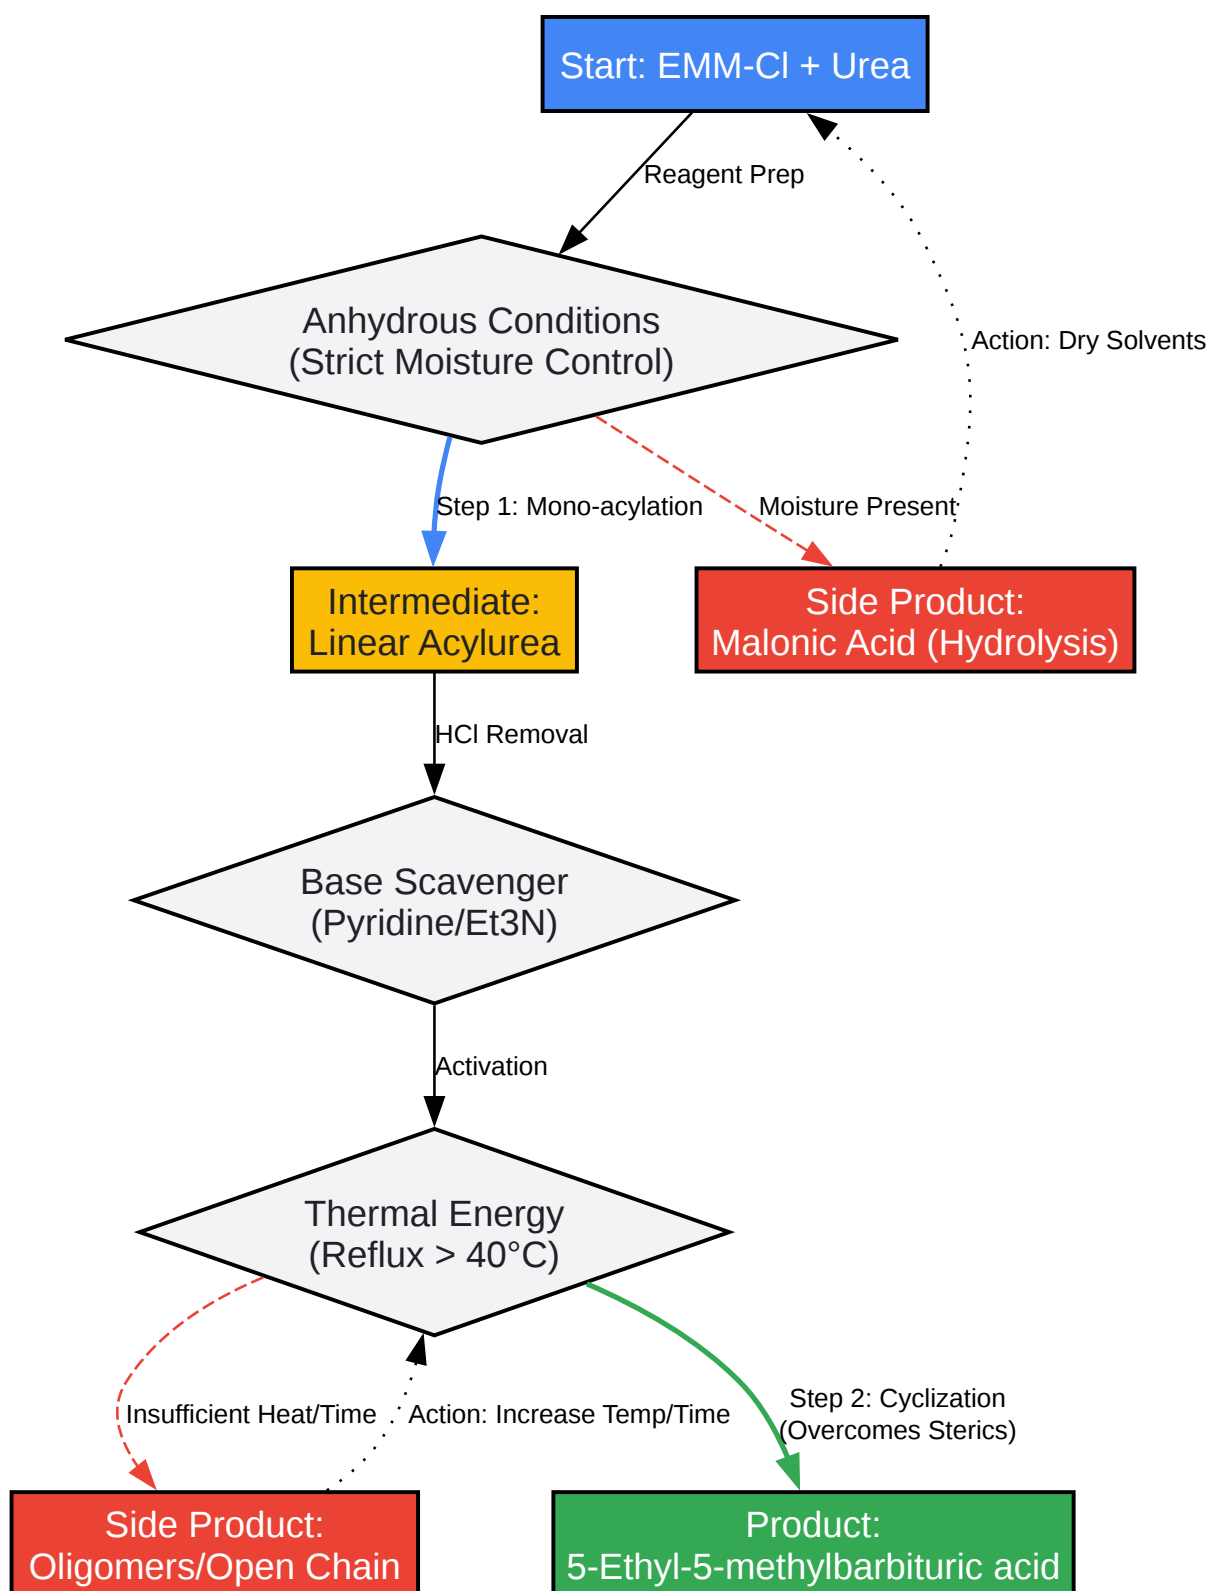 Start: EMM-Cl + Urea
Reagent Prep
Anhydrous Conditions
(Strict Moisture Control)
Action: Dry Solvents
Step 1: Mono-acylation
Moisture Present
Intermediate:
Linear Acylurea
Side Product:
Malonic Acid (Hydrolysis)
HCl Removal
Base Scavenger
(Pyridine/Et3N)
Activation
Thermal Energy
(Reflux > 40°C)
Insufficient Heat/Time
Action: Increase Temp/Time
Step 2: Cyclization
(Overcomes Sterics)
Side Product:
Oligomers/Open Chain
Product:
5-Ethyl-5-methylbarbituric acid